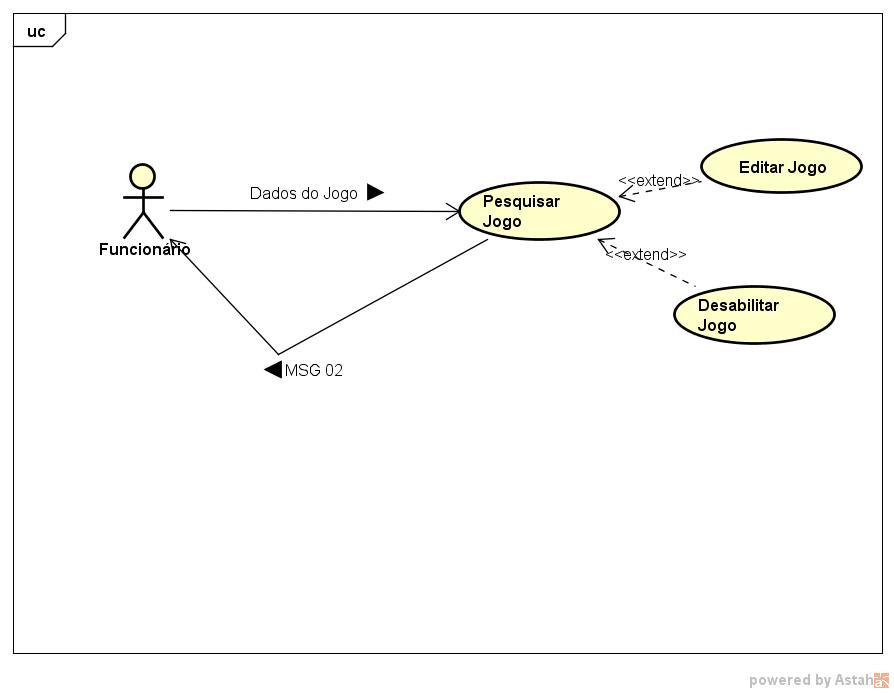 uc
Dados do Jogo
Funcionário
Pesquisar
Jogo
<<extend>>
Editar Jogo
<<extend>>
Desabilitar
Jogo
MSG 02
powered by Astah